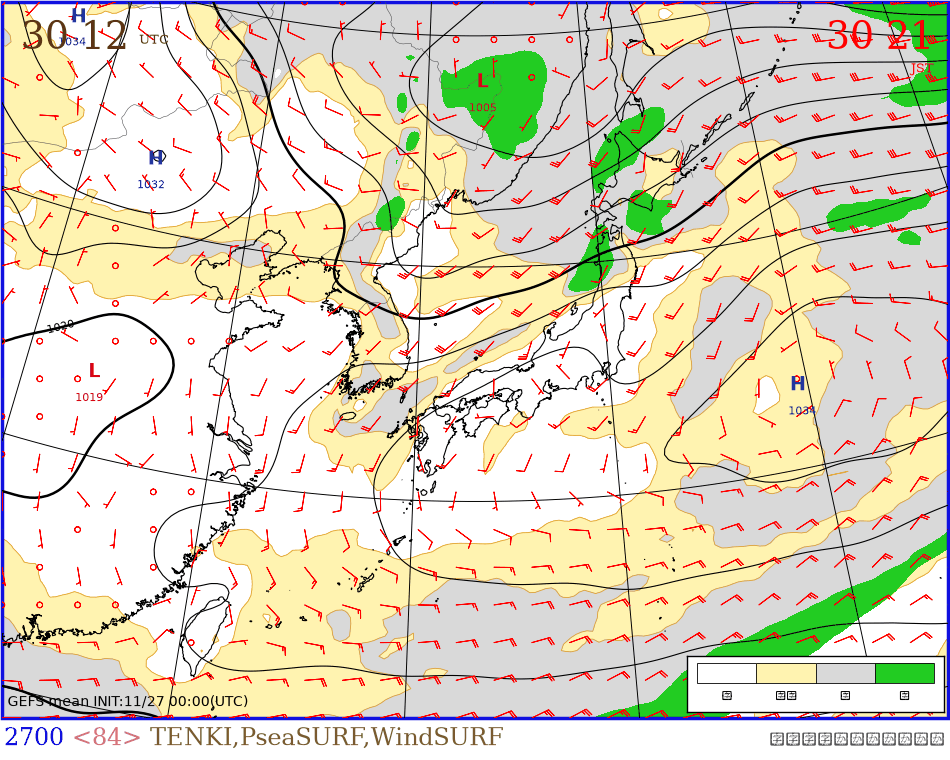 30 12 UTC
30 21
JST
H
1034
L
1005
H
1032
1020
L
1019
H
1034
GEFS mean INIT:11/27 00:00(UTC)
2700 <84> TENKI,PseaSURF,WindSURF